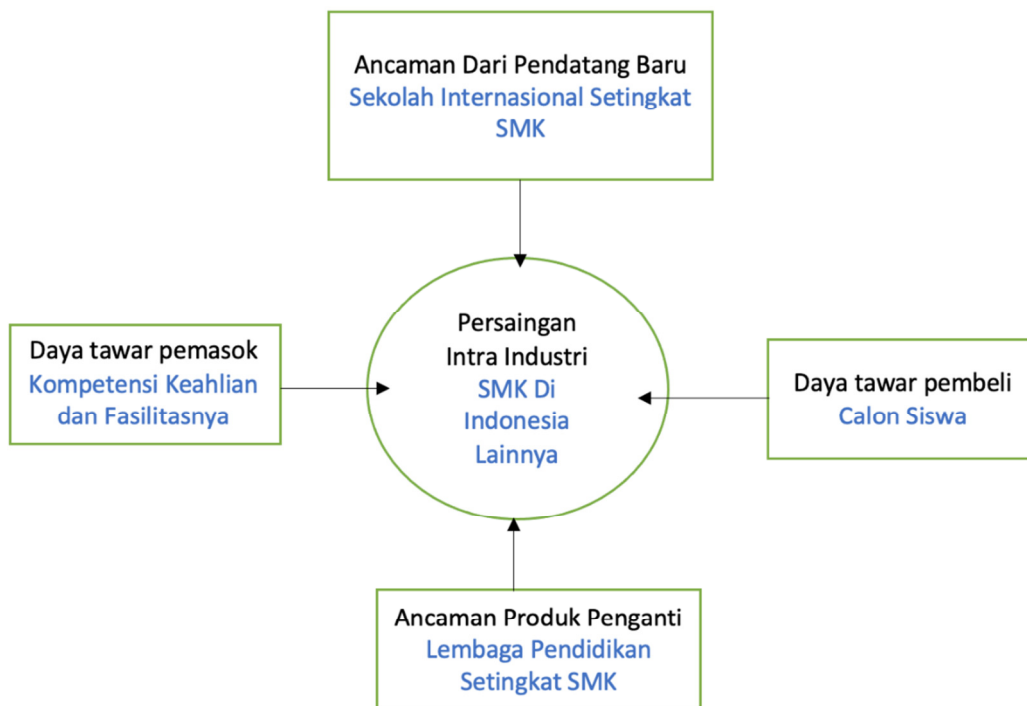 Ancaman Dari Pendatang Baru
Sekolah Internasional Setingkat
SMK
Daya tawar pemasok
Kompetensi Keahlian
dan Fasilitasnya
Persaingan
Intra Industri
SMK Di
Indonesia
Lainnya
Daya tawar pembeli
Calon Siswa
Ancaman Produk Penganti
Lembaga Pendidikan
Setingkat SMK